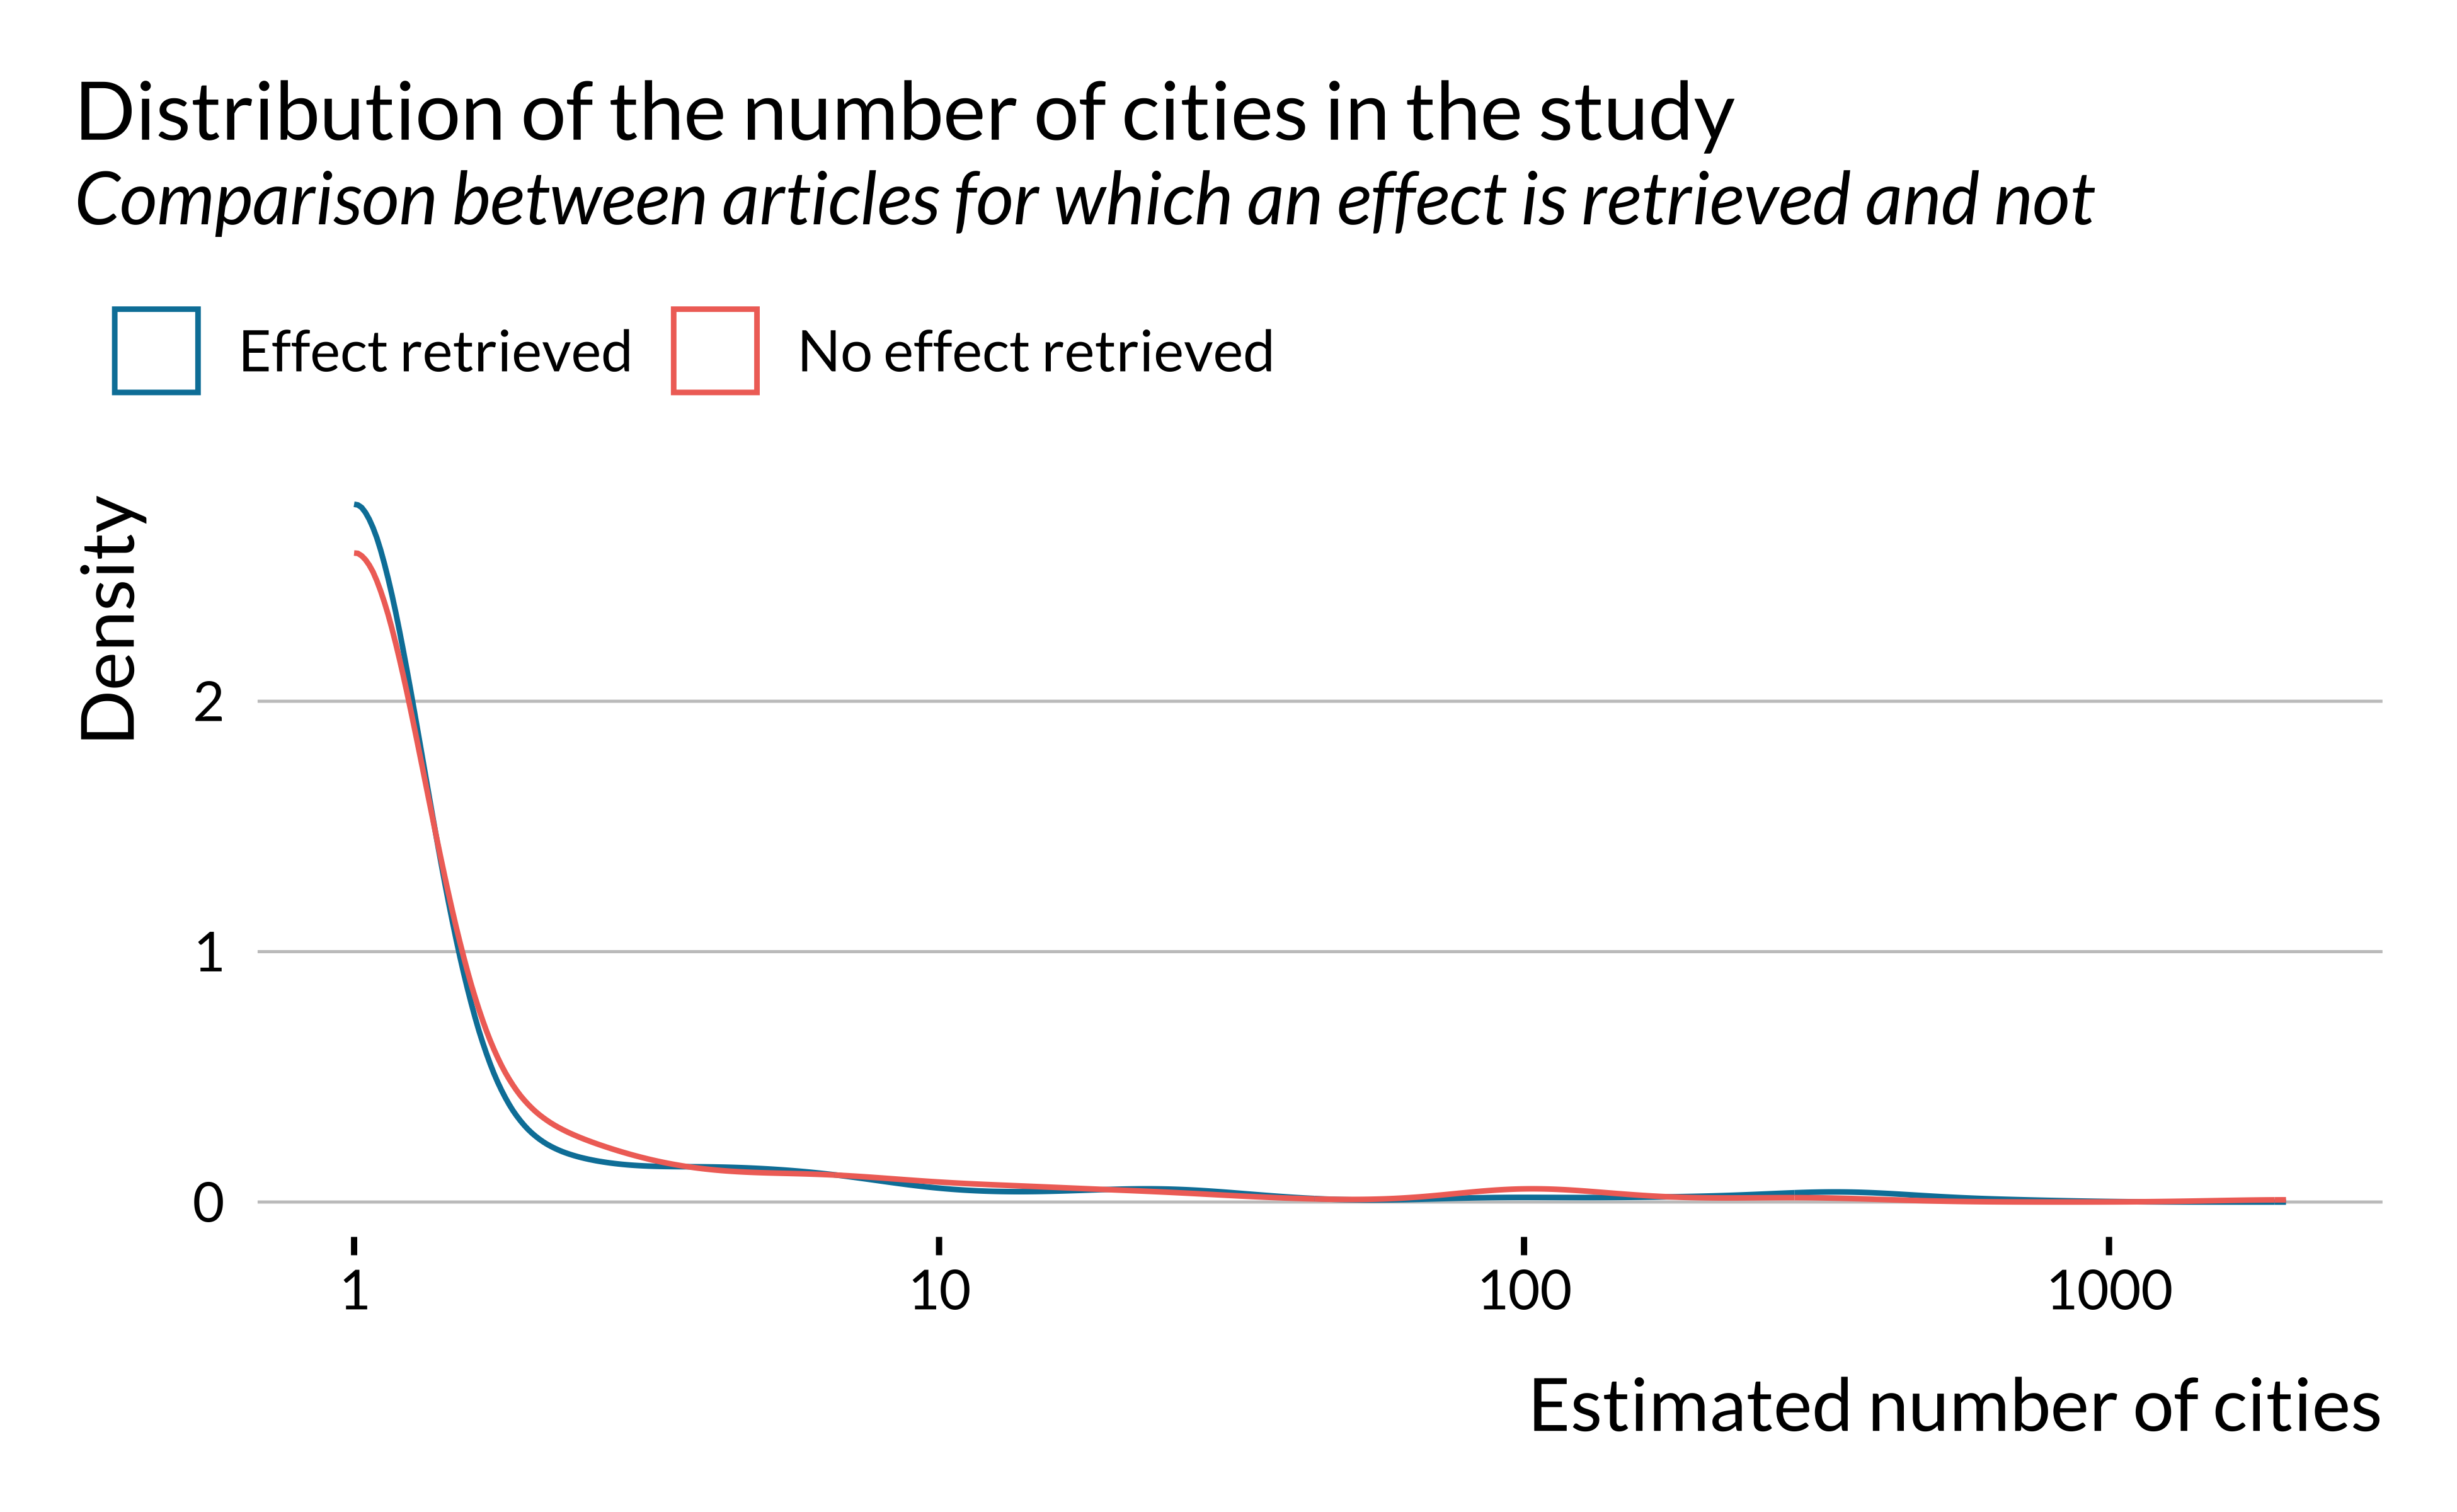 Distribution of the number of cities in the study
Comparison between articles for which an effect is retrieved and not
Effect retrieved No effect retrieved
Density
2
1
0
1 10 100 1000
Estimated number of cities